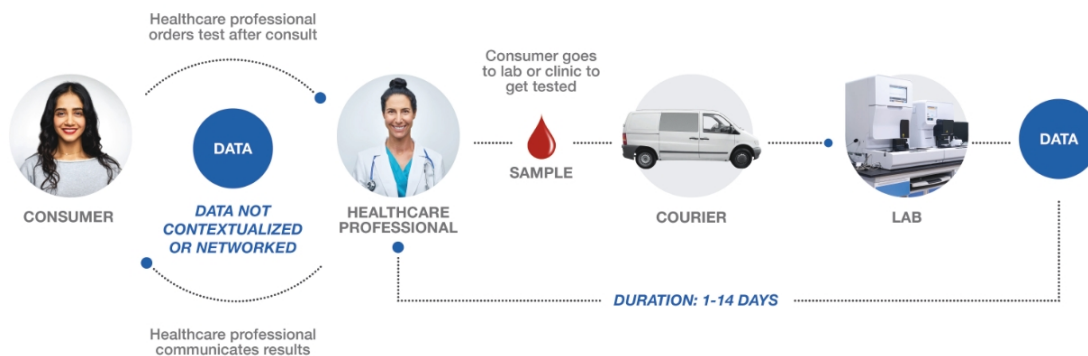 Healthcare professional
orders test after consult
Consumer goes
to lab or clinic to
get tested
DATA
DATA
SAMPLE
CONSUMER
DATA NOT
CONTEXTUALIZED
OR NETWORKED
HEALTHCARE
PROFESSIONAL
COURIER
LAB
DURATION: 1-14 DAYS
Healthcare professional
communicates results